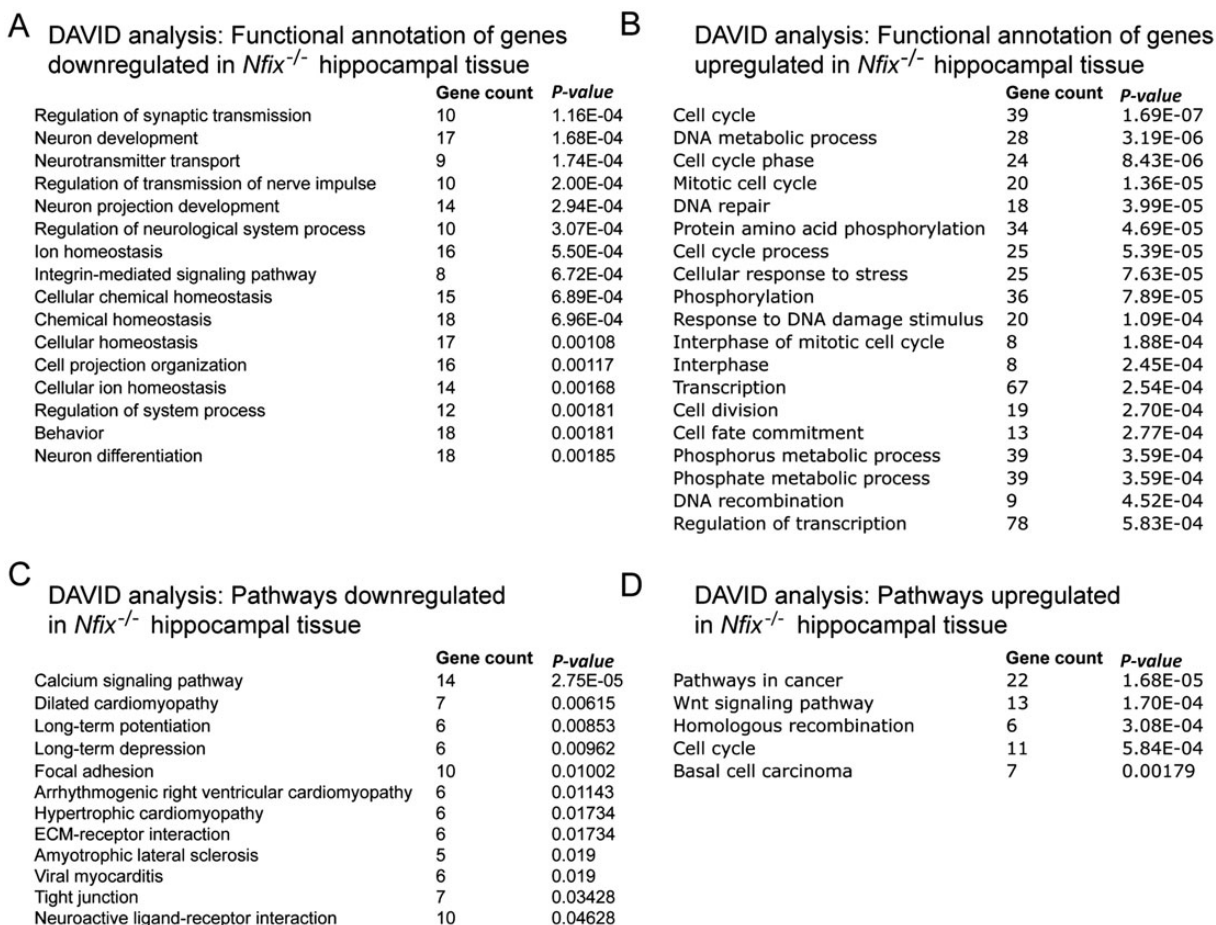 A DAVID analysis: Functional annotation of genes
downregulated in Nfix-/- hippocampal tissue
Gene count P-value
Regulation of synaptic transmission 10 1.16E-04
Neuron development 17 1.68E-04
Neurotransmitter transport 9 1.74E-04
Regulation of transmission of nerve impulse 10 2.00E-04
Neuron projection development 14 2.94E-04
Regulation of neurological system process 10 3.07E-04
Ion homeostasis 16 5.50E-04
Integrin-mediated signaling pathway 8 6.72E-04
Cellular chemical homeostasis 15 6.89E-04
Chemical homeostasis 18 6.96E-04
Cellular homeostasis 17 0.00108
Cell projection organization 16 0.00117
Cellular ion homeostasis 14 0.00168
Regulation of system process 12 0.00181
Behavior 18 0.00181
Neuron differentiation 18 0.00185
B DAVID analysis: Functional annotation of genes
upregulated in Nfix-/- hippocampal tissue
Gene count P-value
Cell cycle 39 1.69E-07
DNA metabolic process 28 3.19E-06
Cell cycle phase 24 8.43E-06
Mitotic cell cycle 20 1.36E-05
DNA repair 18 3.99E-05
Protein amino acid phosphorylation 34 4.69E-05
Cell cycle process 25 5.39E-05
Cellular response to stress 25 7.63E-05
Phosphorylation 36 7.89E-05
Response to DNA damage stimulus 20 1.09E-04
Interphase of mitotic cell cycle 8 1.88E-04
Interphase 8 2.45E-04
Transcription 67 2.54E-04
Cell division 19 2.70E-04
Cell fate commitment 13 2.77E-04
Phosphorus metabolic process 39 3.59E-04
Phosphate metabolic process 39 3.59E-04
DNA recombination 9 4.52E-04
Regulation of transcription 78 5.83E-04
C DAVID analysis: Pathways downregulated
in Nfix-/- hippocampal tissue
Gene count P-value
Calcium signaling pathway 14 2.75E-05
Dilated cardiomyopathy 7 0.00615
Long-term potentiation 6 0.00853
Long-term depression 6 0.00962
Focal adhesion 10 0.01002
Arrhythmogenic right ventricular cardiomyopathy 6 0.01143
Hypertrophic cardiomyopathy 6 0.01734
ECM-receptor interaction 6 0.01734
Amyotrophic lateral sclerosis 5 0.019
Viral myocarditis 6 0.019
Tight junction 7 0.03428
Neuroactive ligand-receptor interaction 10 0.04628
D DAVID analysis: Pathways upregulated
in Nfix-/- hippocampal tissue
Gene count P-value
Pathways in cancer 22 1.68E-05
Wnt signaling pathway 13 1.70E-04
Homologous recombination 6 3.08E-04
Cell cycle 11 5.84E-04
Basal cell carcinoma 7 0.00179